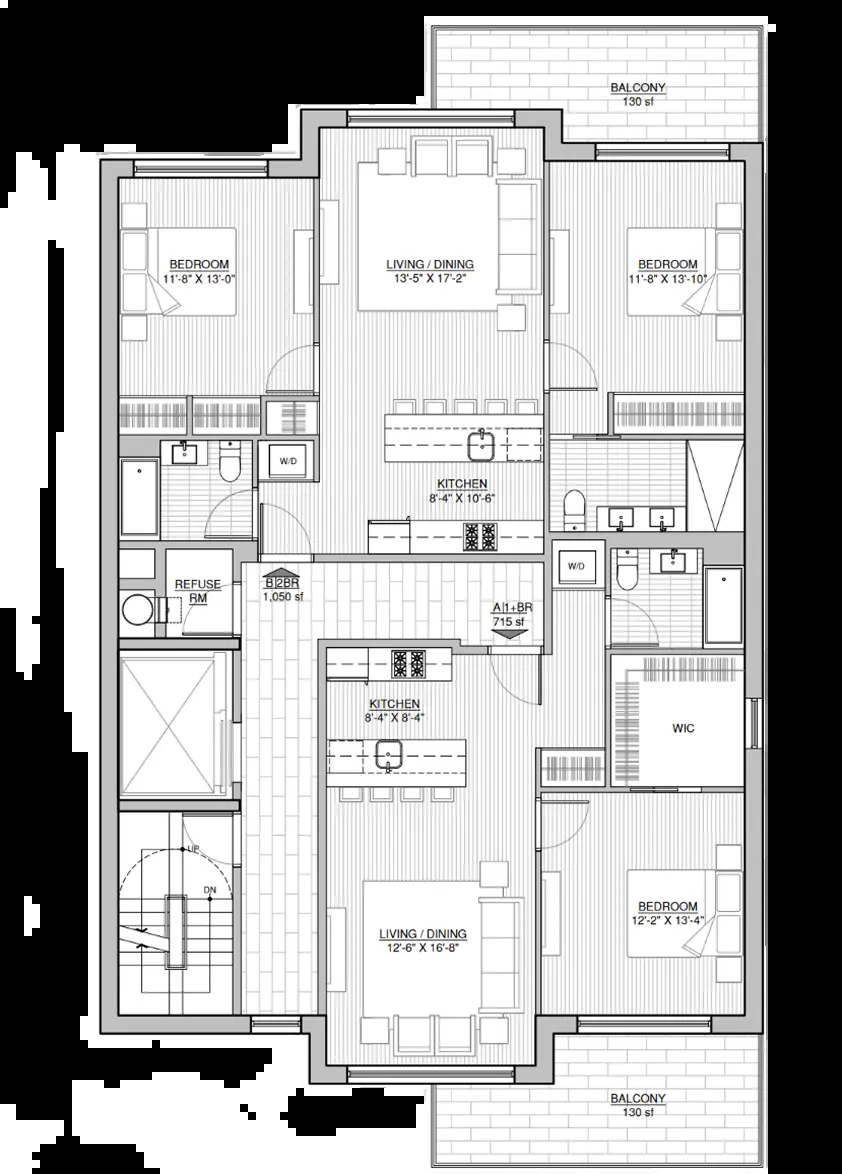 BALCONY
130 sf
BEDROOM
11'-8" X 13'-0"
LIVING / DINING
13'-5" X 17'-2"
BEDROOM
11'-8" X 13'-10"
W/D
KITCHEN
8'-4" X 10'-6"
REFUSE
RM
B|2BR
1,050 sf
A|1+BR
715 sf
W/D
KITCHEN
8'-4" X 8'-4"
WIC
UP
DN
BEDROOM
12'-2" X 13'-4"
LIVING / DINING
12'-6" X 16'-8"
BALCONY
130 sf